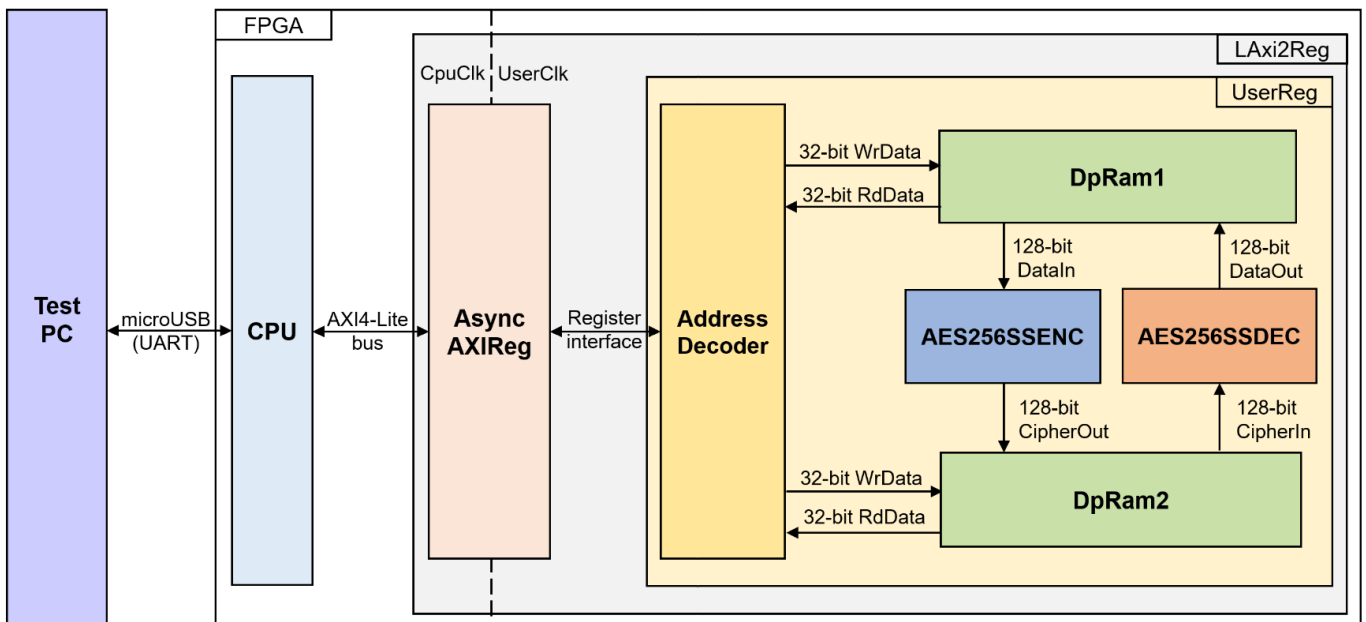 FPGA
LAxi2Reg
CpuClk
UserClk
UserReg
32-bit WrData
DpRam1
32-bit RdData
128-bit
DataIn
128-bit
DataOut
Test
PC
microUSB
(UART)
CPU
AXI4-Lite
bus
Async
AXIReg
Register
interface
Address
Decoder
AES256SSENC
AES256SSDEC
128-bit
CipherOut
128-bit
CipherIn
32-bit WrData
DpRam2
32-bit RdData